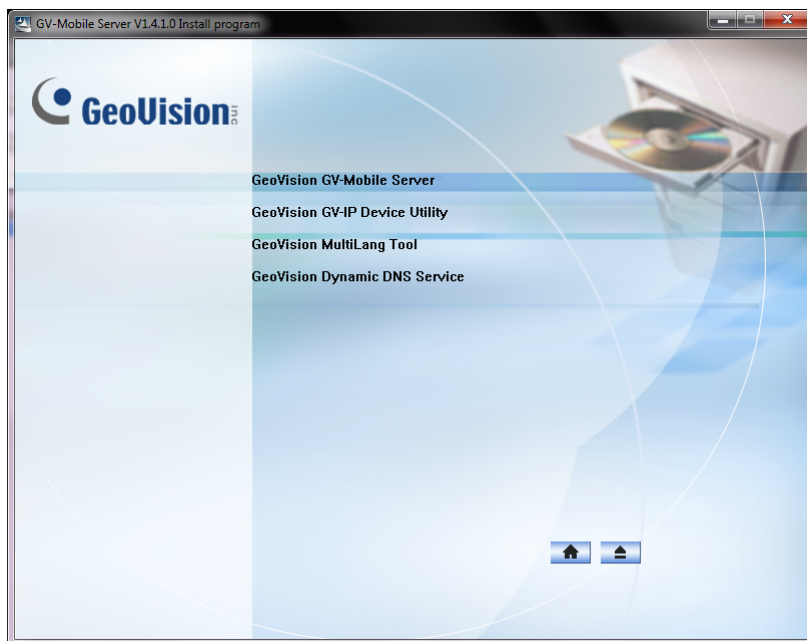 GV-Mobile Server V1.4.1.0 Install program
GeoVision inc
GeoVision GV-Mobile Server
GeoVision GV-IP Device Utility
GeoVision MultiLang Tool
GeoVision Dynamic DNS Service